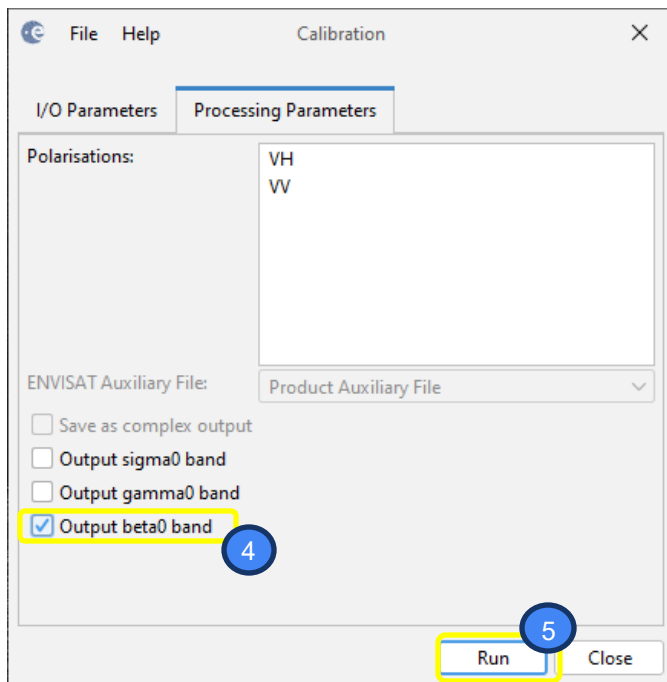 e File Help Calibration
I/O Parameters Processing Parameters
Polarisations: VH
VV
ENVISAT Auxiliary File: Product Auxiliary File
Save as complex output
Output sigma0 band
Output gamma0 band
Output beta0 band
4
5
Run Close